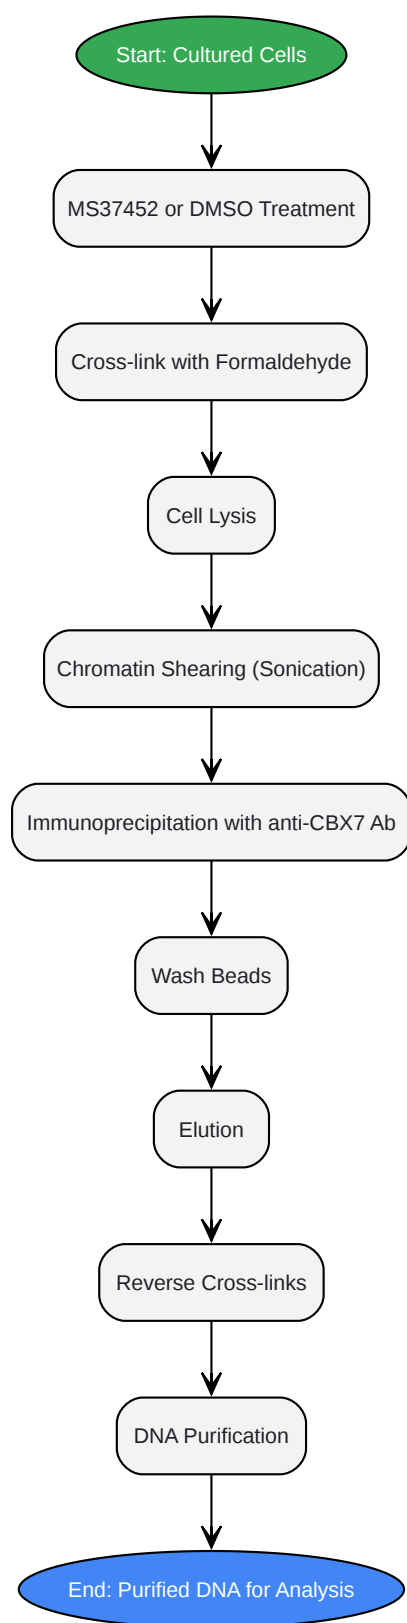 Start: Cultured Cells
MS37452 or DMSO Treatment
Cross-link with Formaldehyde
Cell Lysis
Chromatin Shearing (Sonication)
Immunoprecipitation with anti-CBX7 Ab
Wash Beads
Elution
Reverse Cross-links
DNA Purification
End: Purified DNA for Analysis